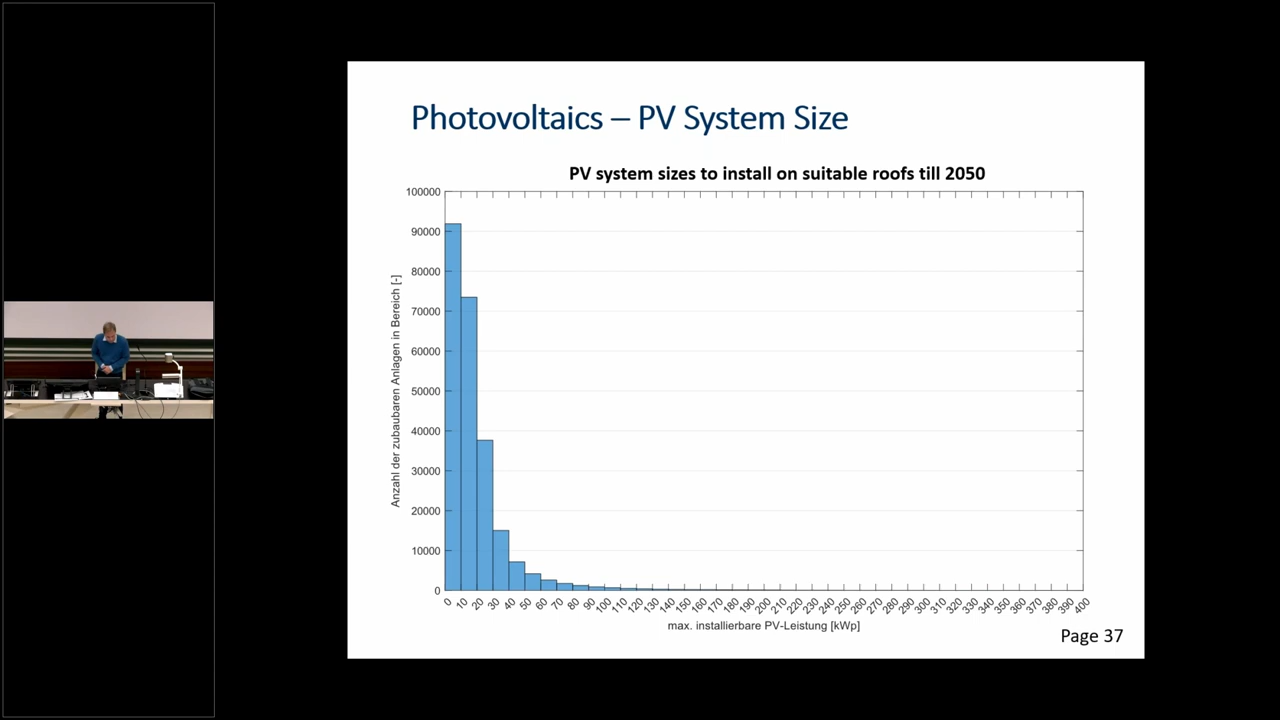 Photovoltaics – PV System Size
PV system sizes to install on suitable roofs till 2050
Anzahl der zubaubaren Anlagen in Bereich [-]
100000
90000
80000
70000
60000
50000
40000
30000
20000
10000
0
0 10 20 30 40 50 60 70 80 90 100 110 120 130 140 150 160 170 180 190 200 210 220 230 240 250 260 270 280 290 300 310 320 330 340 350 360 370 380 390 400
max. installierbare PV-Leistung [kWp]
Page 37